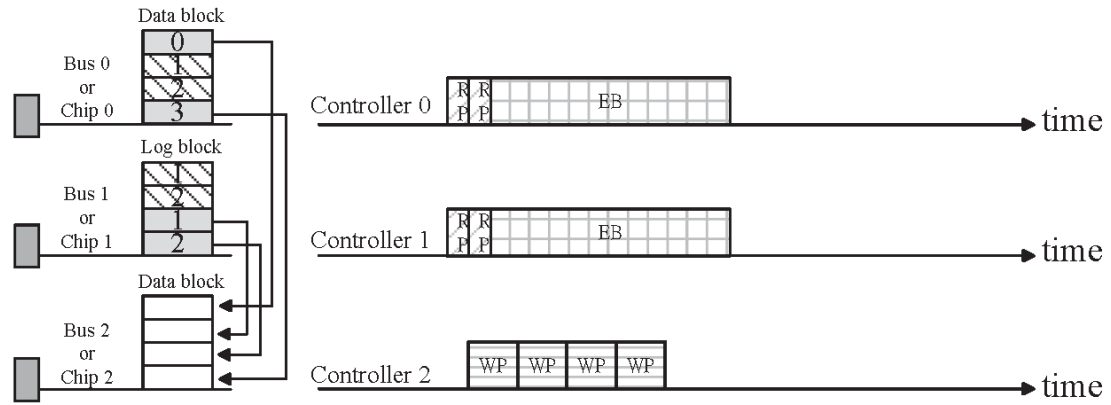 Data block
0
1
2
3
Bus 0
or
Chip 0
Controller 0
R
P
R
P
EB
time
Log block
1
2
1
2
Bus 1
or
Chip 1
Controller 1
R
P
R
P
EB
time
Data block
Bus 2
or
Chip 2
Controller 2
WP WP WP WP
time